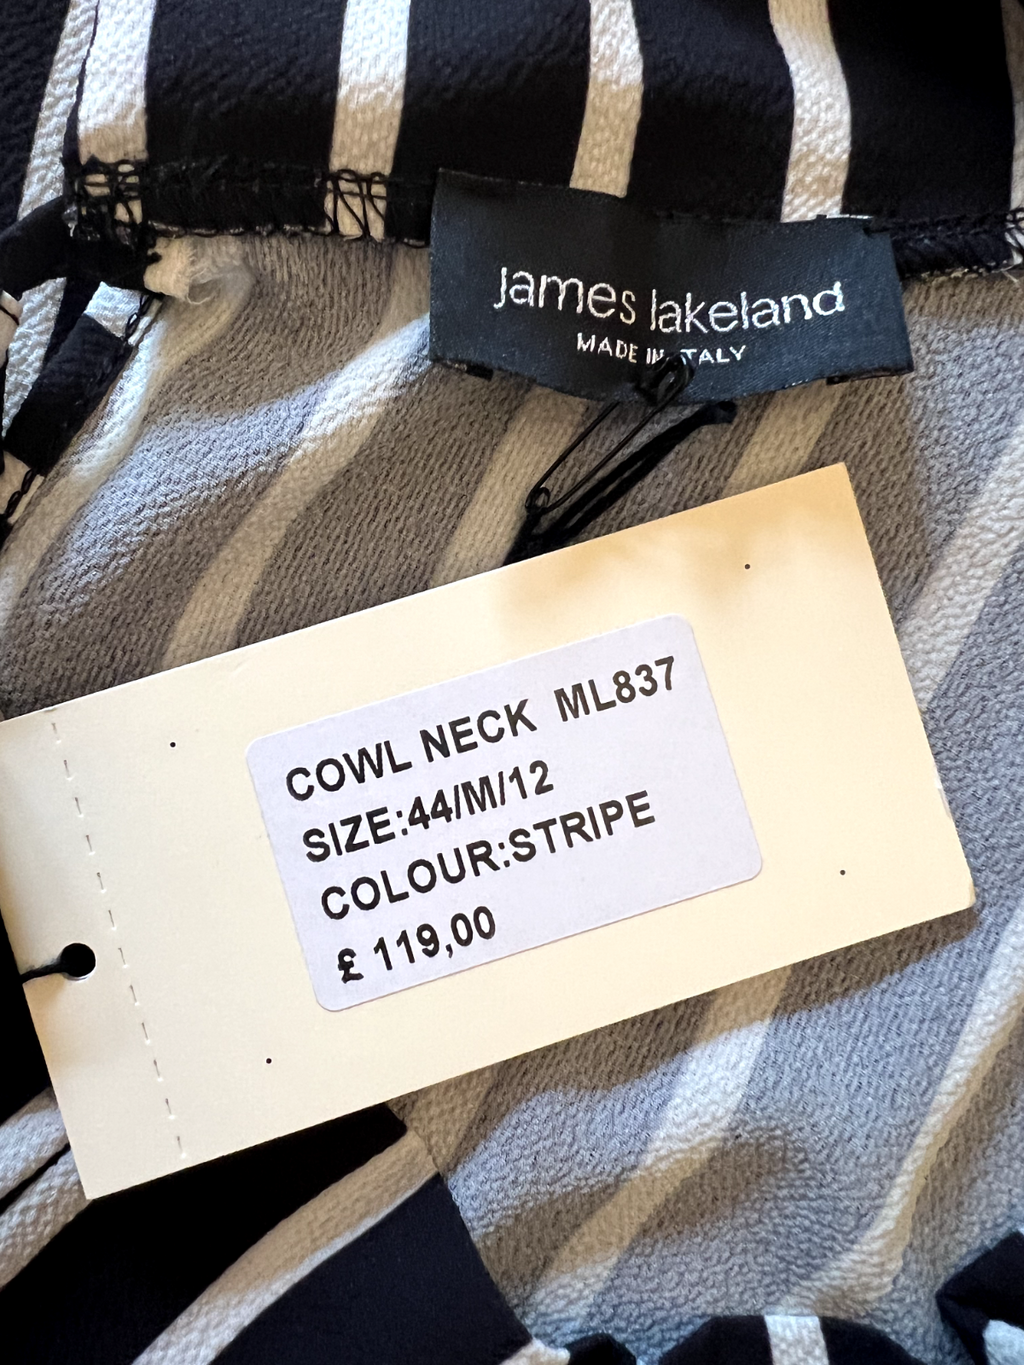 james lakeland
MADE IN ITALY
COWL NECK ML837
SIZE:44/M/12
COLOUR:STRIPE
£ 119,00